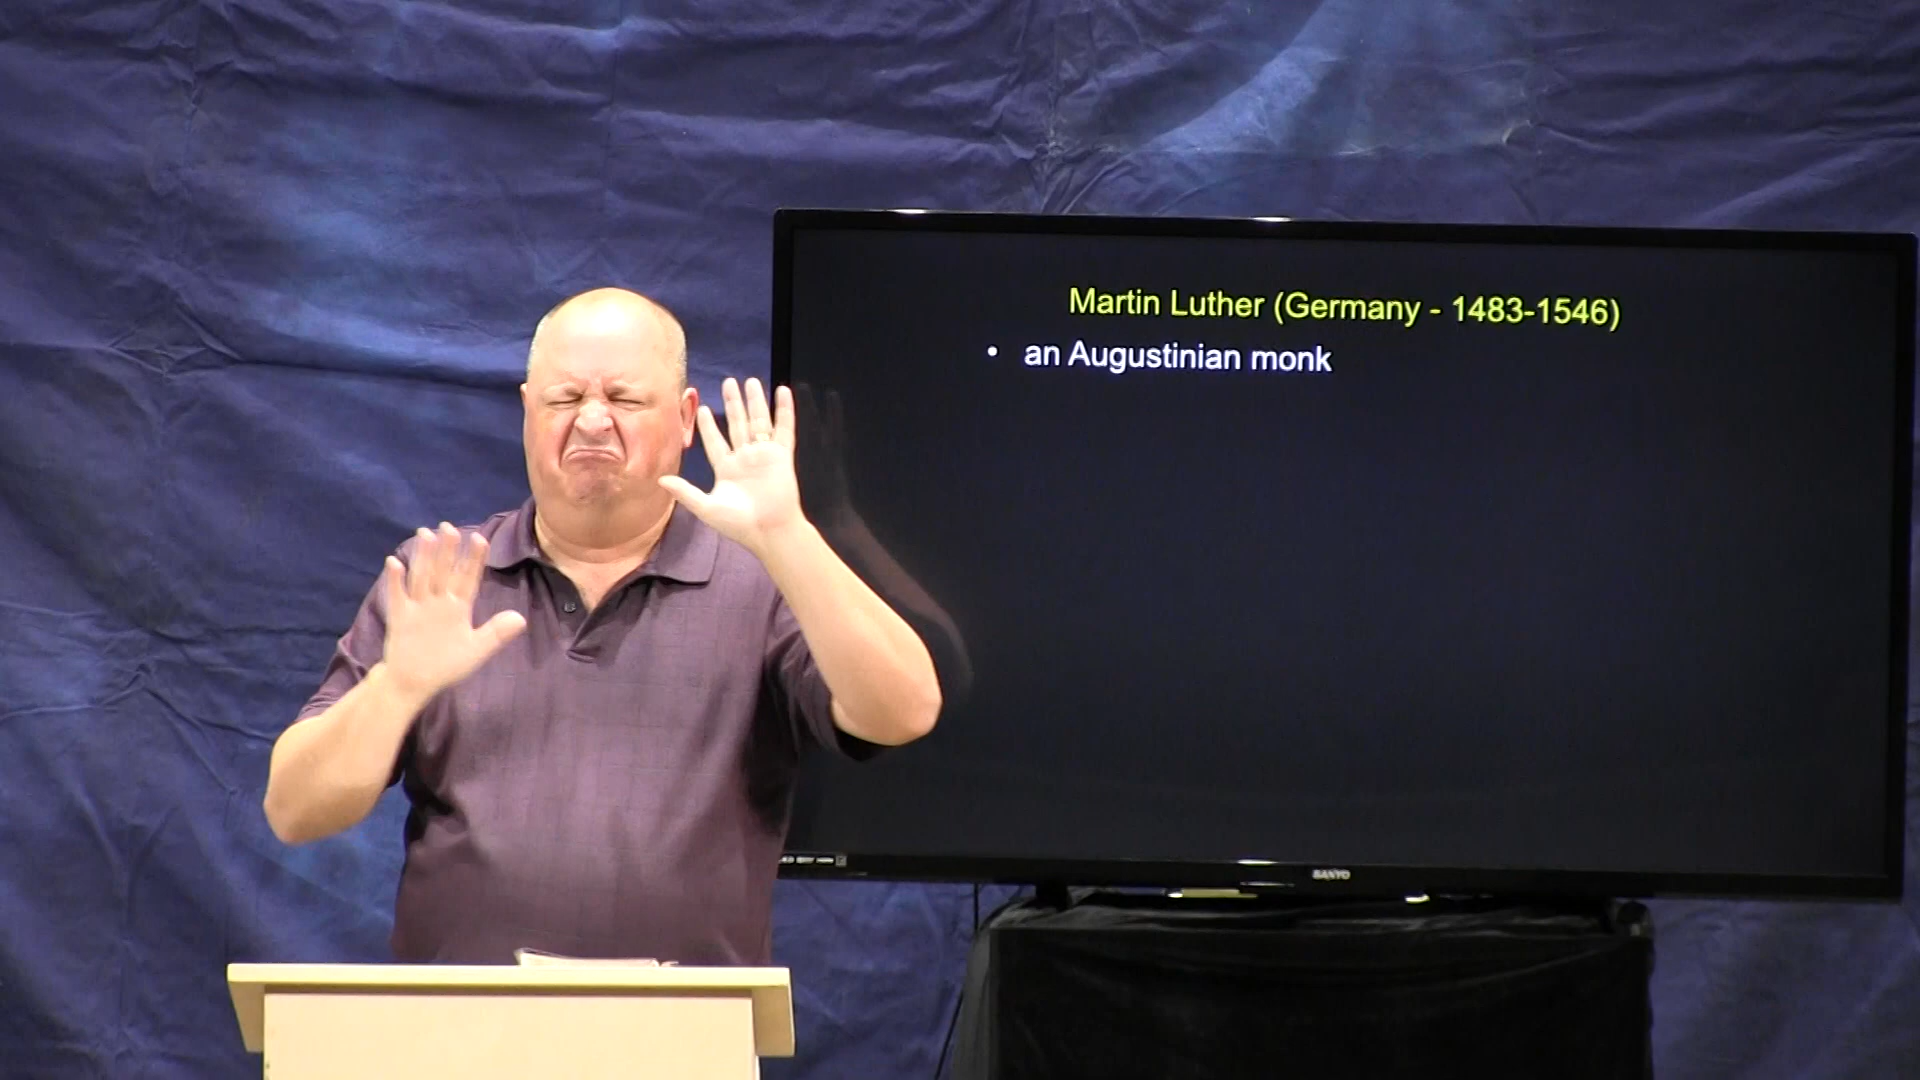 Martin Luther (Germany - 1483-1546)
• an Augustinian monk
SANYO